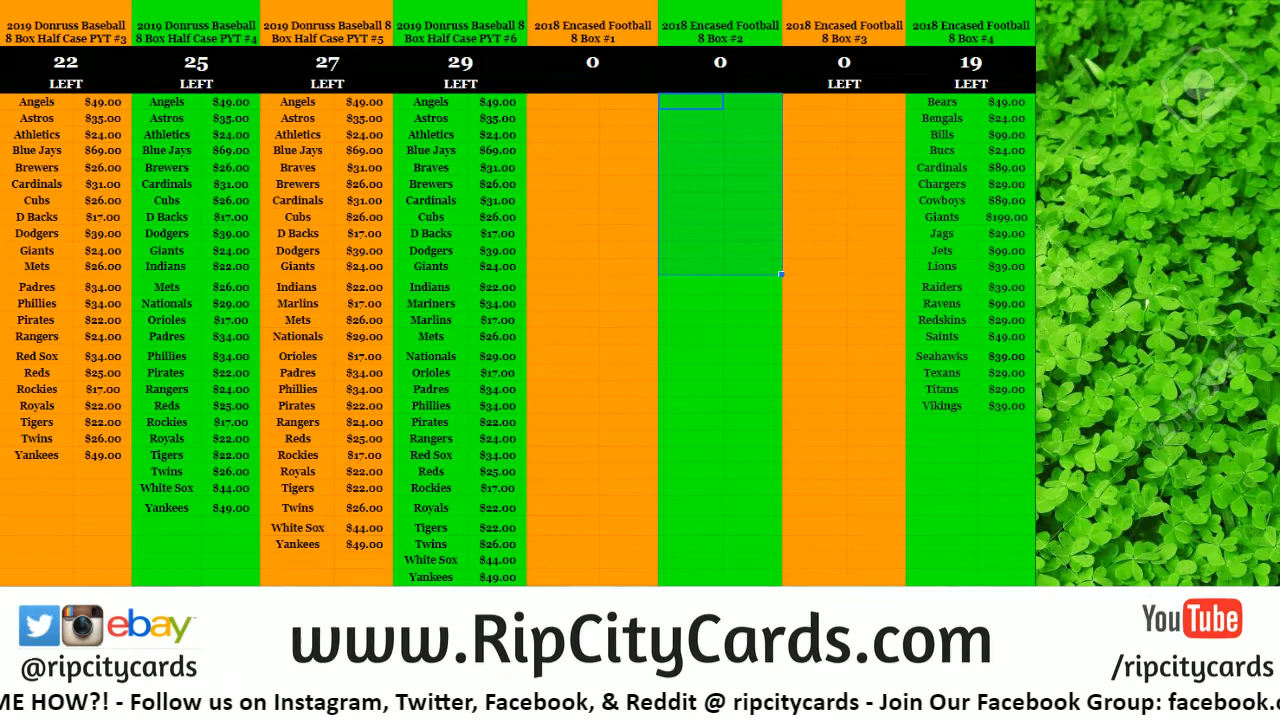 2019 Donruss Baseball
8 Box Half Case PYT #3
22
LEFT
Angels $49.00
Astros $35.00
Athletics $24.00
Blue Jays $69.00
Brewers $26.00
Cardinals $31.00
Cubs $26.00
D Backs $17.00
Dodgers $39.00
Giants $24.00
Mets $26.00
Padres $34.00
Phillies $34.00
Pirates $22.00
Rangers $24.00
Red Sox $34.00
Reds $25.00
Rockies $17.00
Royals $22.00
Tigers $22.00
Twins $26.00
Yankees $49.00
2019 Donruss Baseball
8 Box Half Case PYT #4
25
LEFT
Angels $49.00
Astros $35.00
Athletics $24.00
Blue Jays $69.00
Brewers $26.00
Cardinals $31.00
Cubs $26.00
D Backs $17.00
Dodgers $39.00
Giants $24.00
Indians $22.00
Mets $26.00
Nationals $29.00
Orioles $17.00
Padres $34.00
Phillies $34.00
Pirates $22.00
Rangers $24.00
Reds $25.00
Rockies $17.00
Royals $22.00
Tigers $22.00
Twins $26.00
White Sox $44.00
Yankees $49.00
2019 Donruss Baseball 8
Box Half Case PYT #5
27
LEFT
Angels $49.00
Astros $35.00
Athletics $24.00
Blue Jays $69.00
Braves $31.00
Brewers $26.00
Cardinals $31.00
Cubs $26.00
D Backs $17.00
Dodgers $39.00
Giants $24.00
Indians $22.00
Marlins $17.00
Mets $26.00
Nationals $29.00
Orioles $17.00
Padres $34.00
Phillies $34.00
Pirates $22.00
Rangers $24.00
Reds $25.00
Rockies $17.00
Royals $22.00
Tigers $22.00
Twins $26.00
White Sox $44.00
Yankees $49.00
2019 Donruss Baseball 8
Box Half Case PYT #6
29
LEFT
Angels $49.00
Astros $35.00
Athletics $24.00
Blue Jays $69.00
Braves $31.00
Brewers $26.00
Cardinals $31.00
Cubs $26.00
D Backs $17.00
Dodgers $39.00
Giants $24.00
Indians $22.00
Mariners $34.00
Marlins $17.00
Mets $26.00
Nationals $29.00
Orioles $17.00
Padres $34.00
Phillies $34.00
Pirates $22.00
Rangers $24.00
Red Sox $34.00
Reds $25.00
Rockies $17.00
Royals $22.00
Tigers $22.00
Twins $26.00
White Sox $44.00
Yankees $49.00
2018 Encased Football
8 Box #1
0
2018 Encased Football
8 Box #2
0
2018 Encased Football
8 Box #3
0
LEFT
2018 Encased Football
8 Box #4
19
LEFT
Bears $49.00
Bengals $24.00
Bills $99.00
Bucs $24.00
Cardinals $89.00
Chargers $29.00
Cowboys $89.00
Giants $199.00
Jags $29.00
Jets $99.00
Lions $39.00
Raiders $39.00
Ravens $99.00
Redskins $29.00
Saints $49.00
Seahawks $39.00
Texans $29.00
Titans $29.00
Vikings $39.00
ebay
@ripcitycards
www.RipCityCards.com
YouTube
/ripcitycards
ME HOW?! - Follow us on Instagram, Twitter, Facebook, & Reddit @ ripcitycards - Join Our Facebook Group: facebook.